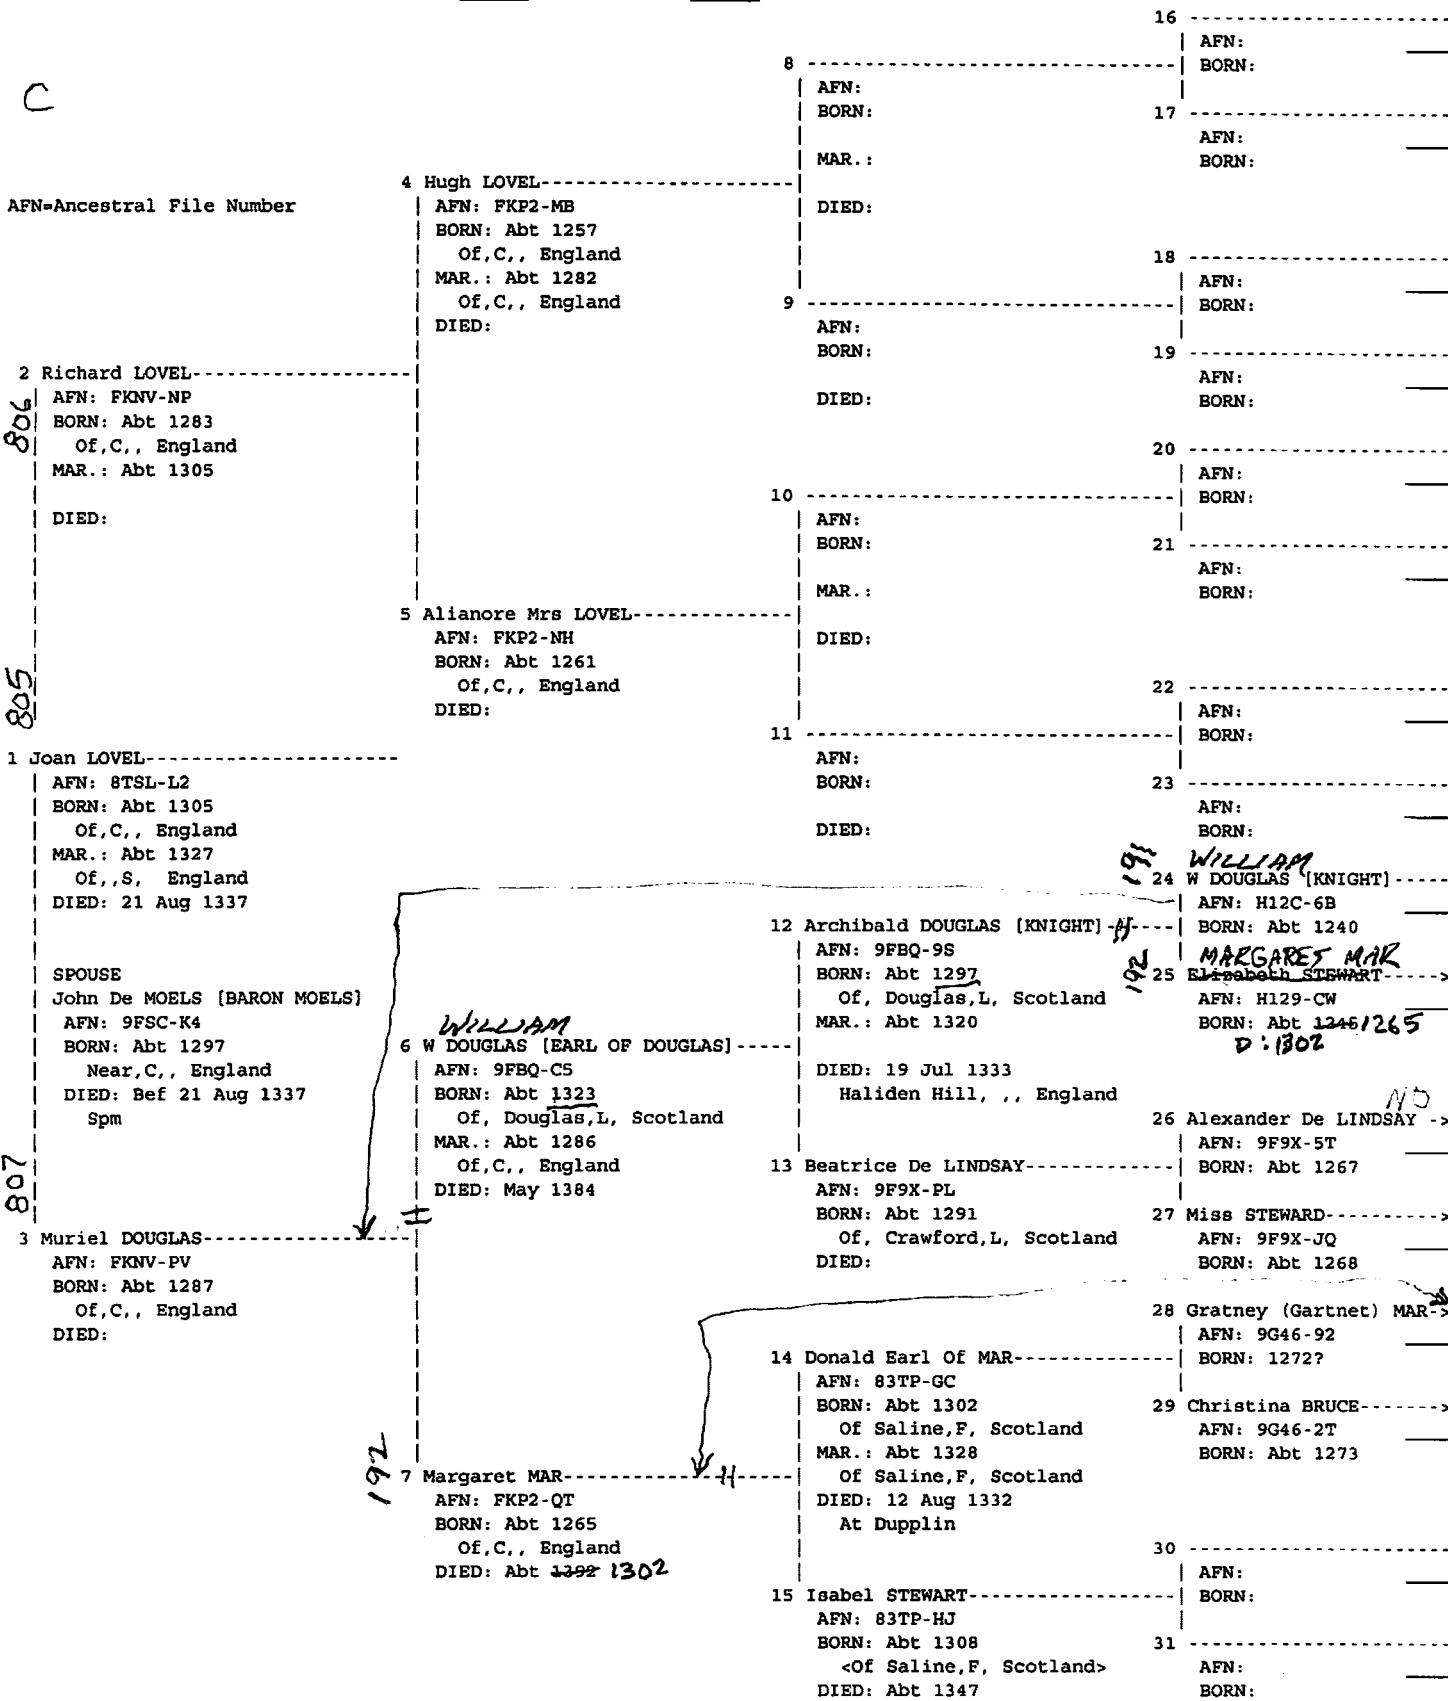 C
AFN=Ancestral File Number
806
2 Richard LOVEL
AFN: FKNV-NP
BORN: Abt 1283
Of,C,, England
MAR.: Abt 1305
DIED:
805
1 Joan LOVEL
AFN: 8TSL-L2
BORN: Abt 1305
Of,C,, England
MAR.: Abt 1327
Of,,S, England
DIED: 21 Aug 1337
SPOUSE
John De MOELS [BARON MOELS]
AFN: 9FSC-K4
BORN: Abt 1297
Near,C,, England
DIED: Bef 21 Aug 1337
Spm
807
3 Muriel DOUGLAS
AFN: FKNV-PV
BORN: Abt 1287
Of,C,, England
DIED:
4 Hugh LOVEL
AFN: FKP2-MB
BORN: Abt 1257
Of,C,, England
MAR.: Abt 1282
Of,C,, England
DIED:
5 Alianore Mrs LOVEL
AFN: FKP2-NH
BORN: Abt 1261
Of,C,, England
DIED:
WILLIAM
6 W DOUGLAS [EARL OF DOUGLAS]
AFN: 9FBQ-C5
BORN: Abt 1323
Of, Douglas,L, Scotland
MAR.: Abt 1286
Of,C,, England
DIED: May 1384
192
7 Margaret MAR
AFN: FKP2-QT
BORN: Abt 1265
Of,C,, England
DIED: Abt 1392 1302
8
AFN:
BORN:
MAR.:
DIED:
9
AFN:
BORN:
DIED:
10
AFN:
BORN:
MAR.:
DIED:
11
AFN:
BORN:
DIED:
12 Archibald DOUGLAS [KNIGHT]
AFN: 9FBQ-9S
BORN: Abt 1297
Of, Douglas,L, Scotland
MAR.: Abt 1320
DIED: 19 Jul 1333
Haliden Hill, ,, England
13 Beatrice De LINDSAY
AFN: 9F9X-PL
BORN: Abt 1291
Of, Crawford,L, Scotland
DIED:
14 Donald Earl Of MAR
AFN: 83TP-GC
BORN: Abt 1302
Of Saline,F, Scotland
MAR.: Abt 1328
Of Saline,F, Scotland
DIED: 12 Aug 1332
At Dupplin
15 Isabel STEWART
AFN: 83TP-HJ
BORN: Abt 1308
<Of Saline,F, Scotland>
DIED: Abt 1347
16
AFN:
BORN:
17
AFN:
BORN:
18
AFN:
BORN:
19
AFN:
BORN:
20
AFN:
BORN:
21
AFN:
BORN:
22
AFN:
BORN:
23
AFN:
BORN:
191
WILLIAM
24 W DOUGLAS [KNIGHT]
AFN: H12C-6B
BORN: Abt 1240
192
MARGARET MAR
25 Elizabeth STEWART
AFN: H129-CW
BORN: Abt 1245 1265
D: 1302
NO
26 Alexander De LINDSAY
AFN: 9F9X-5T
BORN: Abt 1267
27 Miss STEWARD
AFN: 9F9X-JQ
BORN: Abt 1268
28 Gratney (Gartnet) MAR
AFN: 9G46-92
BORN: 1272?
29 Christina BRUCE
AFN: 9G46-2T
BORN: Abt 1273
30
AFN:
BORN:
31
AFN:
BORN: